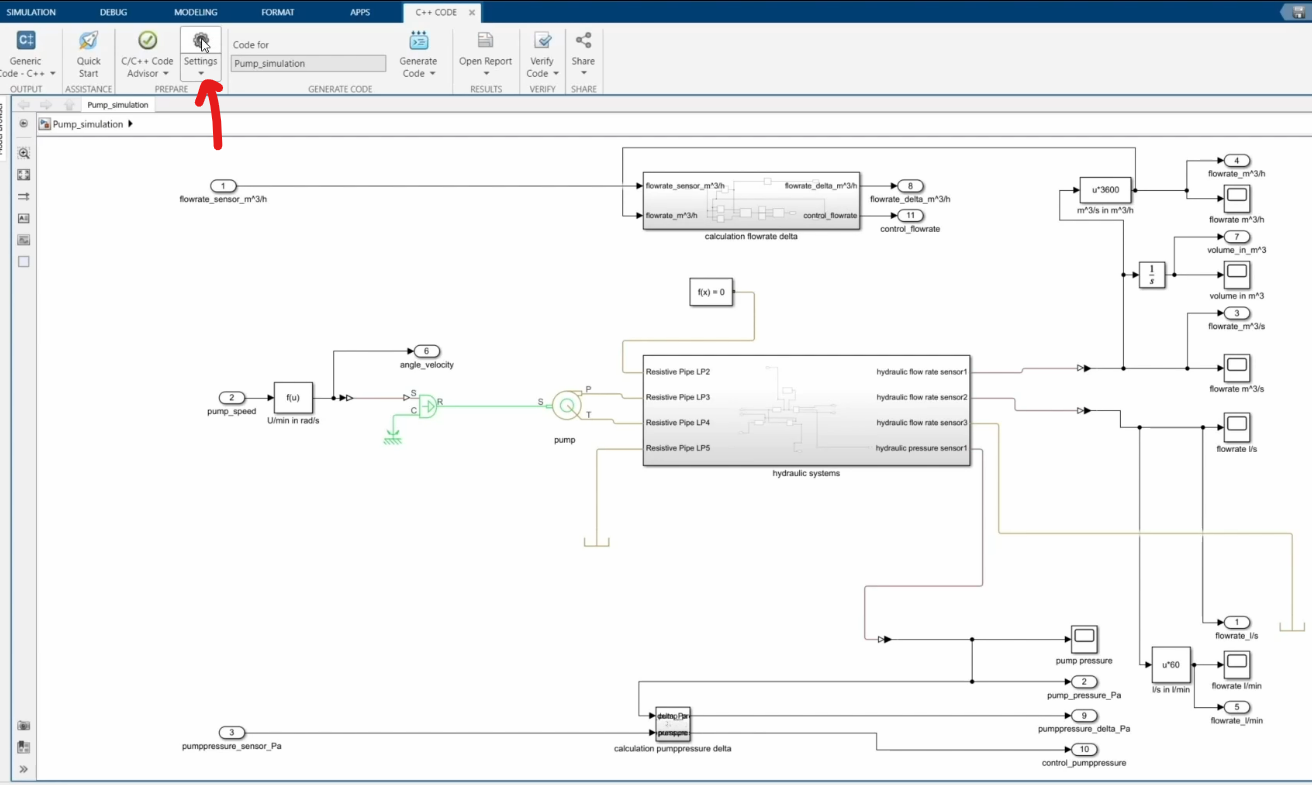 SIMULATION DEBUG MODELING FORMAT APPS C++ CODE
Generic
Code - C++
Quick
Start
C/C++ Code
Advisor
Settings
Code for
Pump_simulation
Generate
Code
Open Report
Verify
Code
Share
OUTPUT ASSISTANCE PREPARE GENERATE CODE RESULTS VERIFY SHARE
Pump_simulation
Pump_simulation
1
flowrate_sensor_m^3/h
flowrate_sensor_m^3/h flowrate_delta_m^3/h
flowrate_m^3/h control_flowrate
calculation flowrate delta
8
flowrate_delta_m^3/h
11
control_flowrate
u*3600
m^3/s in m^3/h
4
flowrate_m^3/h
flowrate m^3/h
7
volume_in_m^3
1
s
volume in m^3
3
flowrate_m^3/s
flowrate m^3/s
flowrate l/s
f(x) = 0
6
angle_velocity
2
pump_speed
f(u)
U/min in rad/s
S
C
R
S
P
T
pump
Resistive Pipe LP2 hydraulic flow rate sensor1
Resistive Pipe LP3 hydraulic flow rate sensor2
Resistive Pipe LP4 hydraulic flow rate sensor3
Resistive Pipe LP5 hydraulic pressure sensor1
hydraulic systems
1
flowrate_l/s
u*60
l/s in l/min
flowrate l/min
5
flowrate_l/min
pump pressure
2
pump_pressure_Pa
3
pumppressure_sensor_Pa
calculation pumppressure delta
9
pumppressure_delta_Pa
10
control_pumppressure